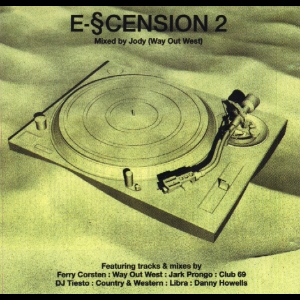 E-§CENSION 2
Mixed by Jody (Way Out West)
Featuring tracks & mixes by
Ferry Corsten : Way Out West : Jark Prongo : Club 69
DJ Tiesto : Country & Western : Libra : Danny Howells